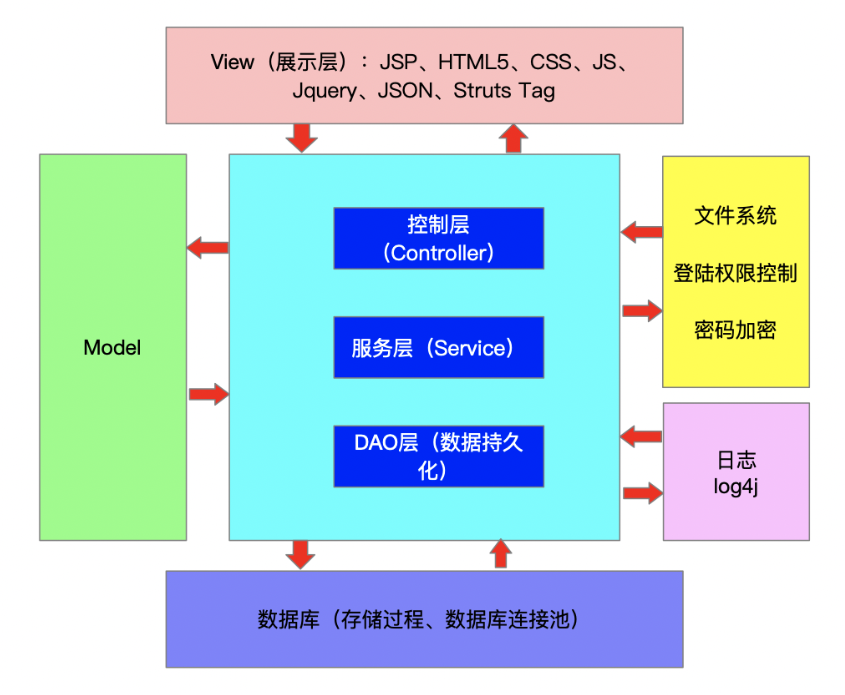 View（展示层）：JSP、HTML5、CSS、JS、
Jquery、JSON、Struts Tag
控制层
（Controller）
文件系统
登陆权限控制
密码加密
Model
服务层（Service）
DAO层（数据持久
化）
日志
log4j
数据库（存储过程、数据库连接池）